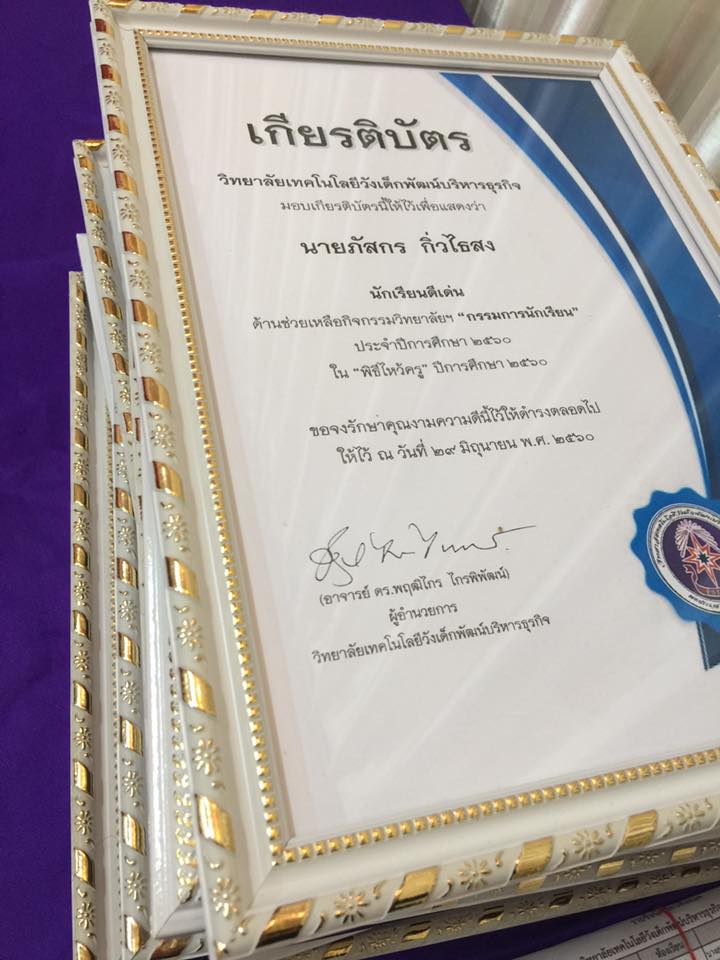 เกียรติบัตร
วิทยาลัยเทคโนโลยีวังเด็กพัฒน์บริหารธุรกิจ
มอบเกียรติบัตรนี้ให้ไว้เพื่อแสดงว่า
นายภัสกร กิ่วไธสง
นักเรียนดีเด่น
ด้านช่วยเหลือกิจกรรมวิทยาลัยฯ “กรรมการนักเรียน”
ประจำปีการศึกษา ๒๕๖๐
ใน “พิธีไหว้ครู” ปีการศึกษา ๒๕๖๐
ขอจงรักษาคุณงามความดีนี้ไว้ให้ดำรงตลอดไป
ให้ไว้ ณ วันที่ ๒๙ มิถุนายน พ.ศ. ๒๕๖๐
(อาจารย์ ดร.พฤฒิไกร ไกรพิพัฒน์)
ผู้อำนวยการ
วิทยาลัยเทคโนโลยีวังเด็กพัฒน์บริหารธุรกิจ
ห้องเรียน